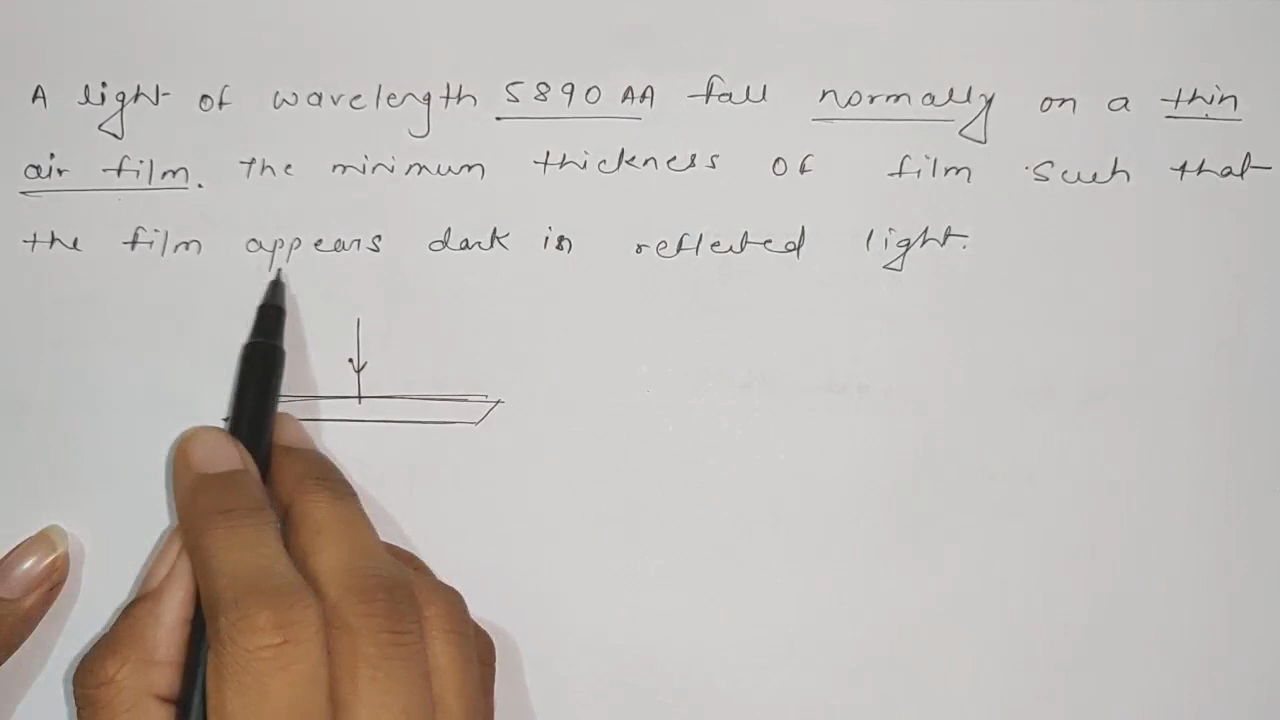 A light of wavelength 5890 AA fall normally on a thin
air film. The minimum thickness of film such that
the film appears dark in reflected light.